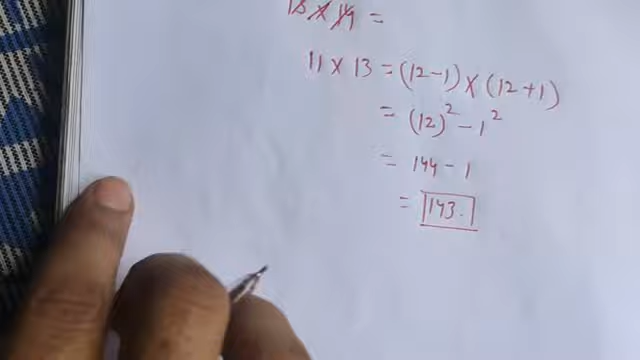 =
11 × 13 = (12-1) × (12+1)
= (12)² - 1²
= 144 - 1
= 143.